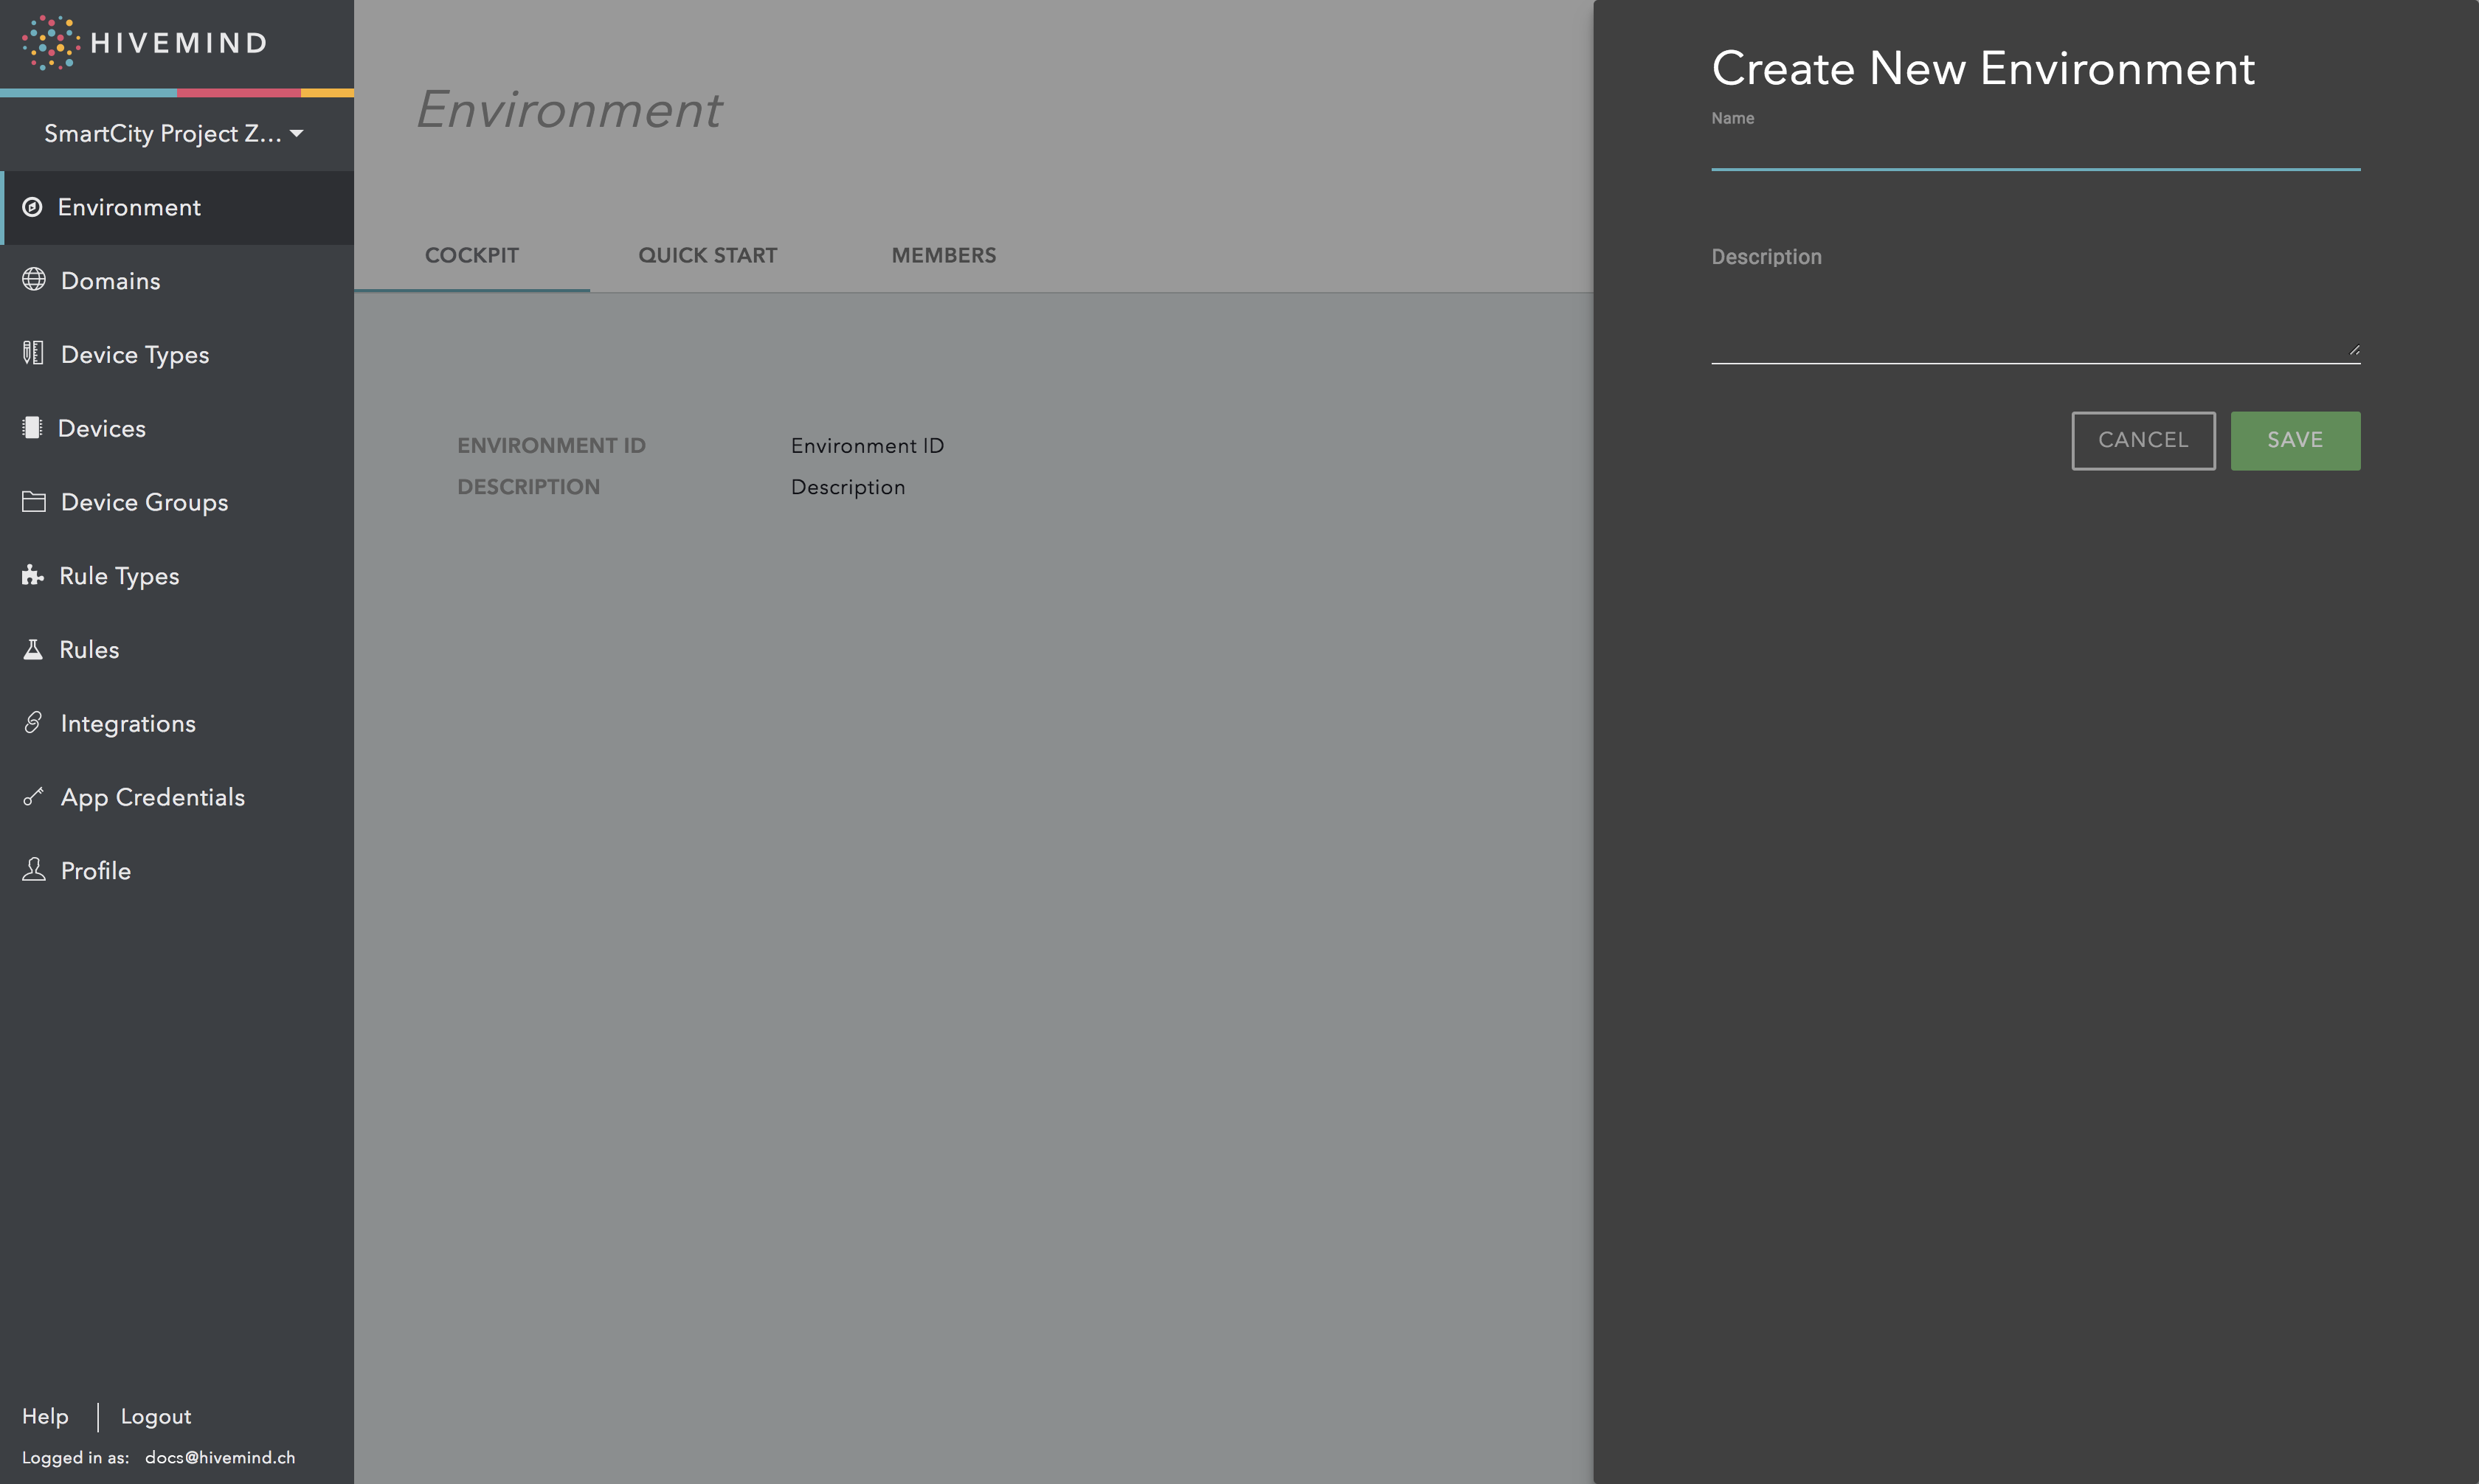 HIVEMIND
SmartCity Project Z...
Environment
Domains
Device Types
Devices
Device Groups
Rule Types
Rules
Integrations
App Credentials
Profile
Help
Logout
Logged in as: docs@hivemind.ch
Environment
COCKPIT
QUICK START
MEMBERS
ENVIRONMENT ID Environment ID
DESCRIPTION Description
Create New Environment
Name
Description
CANCEL
SAVE